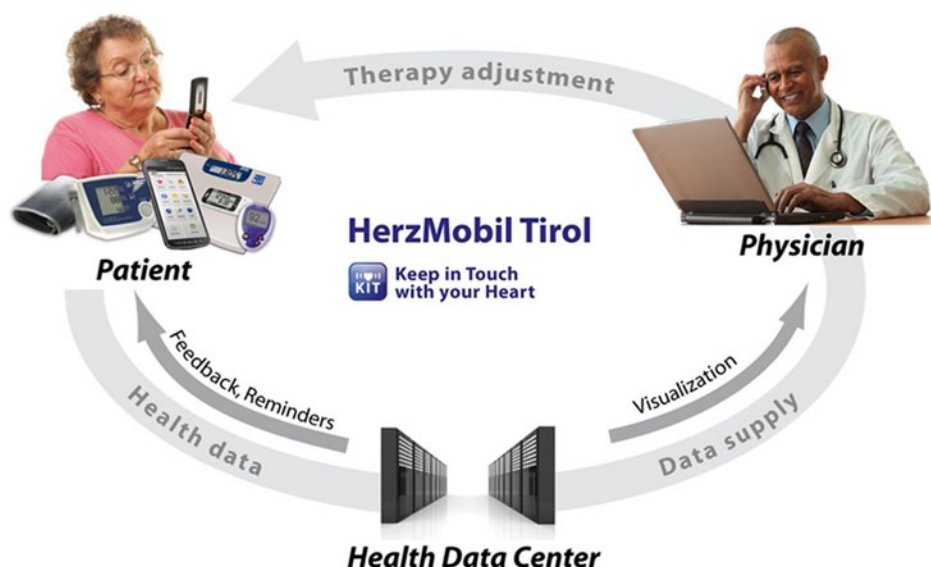 Therapy adjustment
HerzMobil Tirol
KIT
Keep in Touch
with your Heart
Patient
Physician
Feedback, Reminders
Visualization
Health data
Data supply
Health Data Center